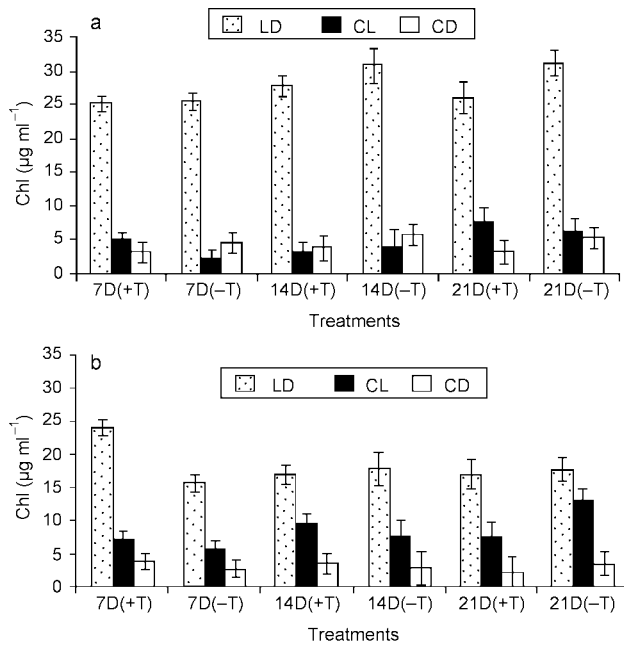 a
LD CL CD
35
30
25
20
15
10
5
0
Chl (µg ml⁻¹)
7D(+T) 7D(–T) 14D(+T) 14D(–T) 21D(+T) 21D(–T)
Treatments
b
LD CL CD
35
30
25
20
15
10
5
0
Chl (µg ml⁻¹)
7D(+T) 7D(–T) 14D(+T) 14D(–T) 21D(+T) 21D(–T)
Treatments